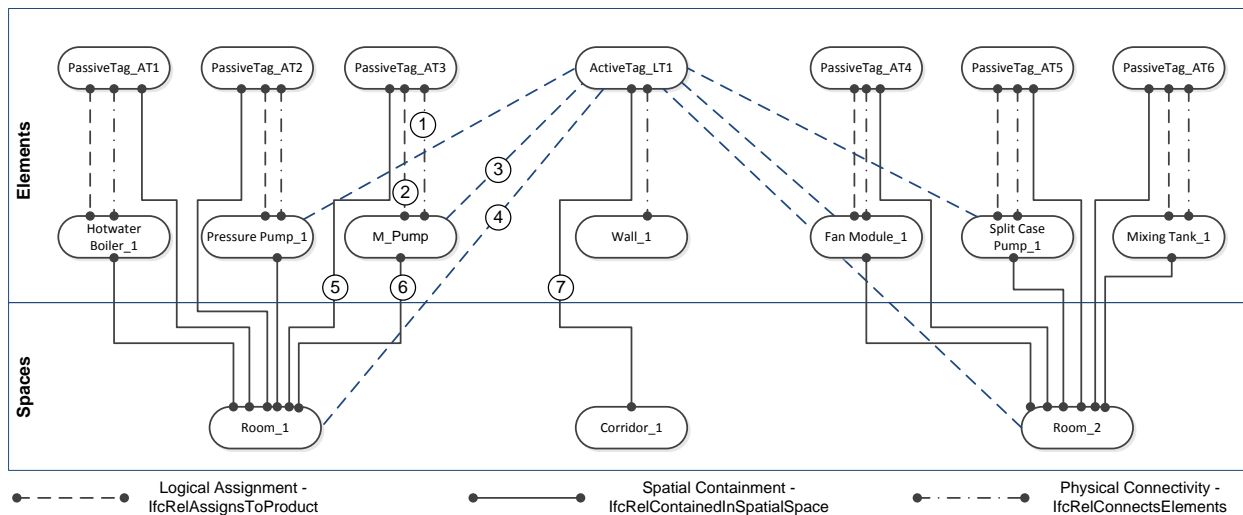 Elements
PassiveTag_AT1
PassiveTag_AT2
PassiveTag_AT3
ActiveTag_LT1
PassiveTag_AT4
PassiveTag_AT5
PassiveTag_AT6
1
2
3
4
Hotwater
Boiler_1
Pressure Pump_1
M_Pump
Wall_1
Fan Module_1
Split Case
Pump_1
Mixing Tank_1
5
6
7
Spaces
Room_1
Corridor_1
Room_2
Logical Assignment -
IfcRelAssignsToProduct
Spatial Containment -
IfcRelContainedInSpatialSpace
Physical Connectivity -
IfcRelConnectsElements